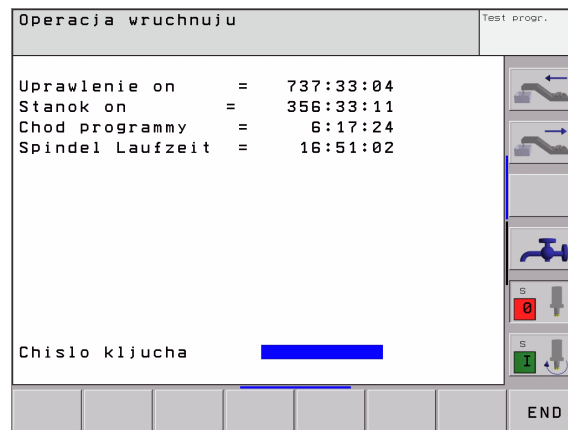 Operacja wruchnuju
Test progr.
Uprawlenie on = 737:33:04
Stanok on = 356:33:11
Chod programmy = 6:17:24
Spindel Laufzeit = 16:51:02
S
0
S
I
Chislo kljucha
END